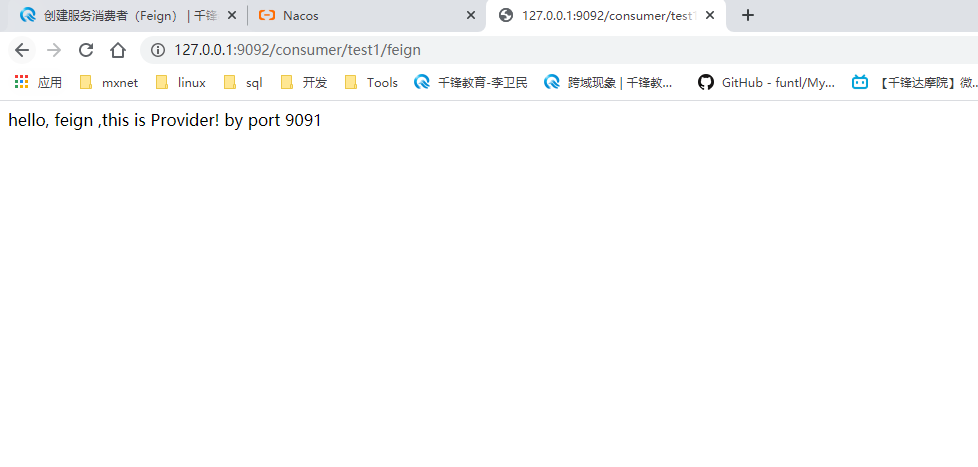 创建服务消费者（Feign） | 千锋
Nacos
127.0.0.1:9092/consumer/test1
127.0.0.1:9092/consumer/test1/feign
应用
mxnet
linux
sql
开发
Tools
千锋教育-李卫民
跨域现象 | 千锋教...
GitHub - funtl/My...
【千锋达摩院】微...
hello, feign ,this is Provider! by port 9091